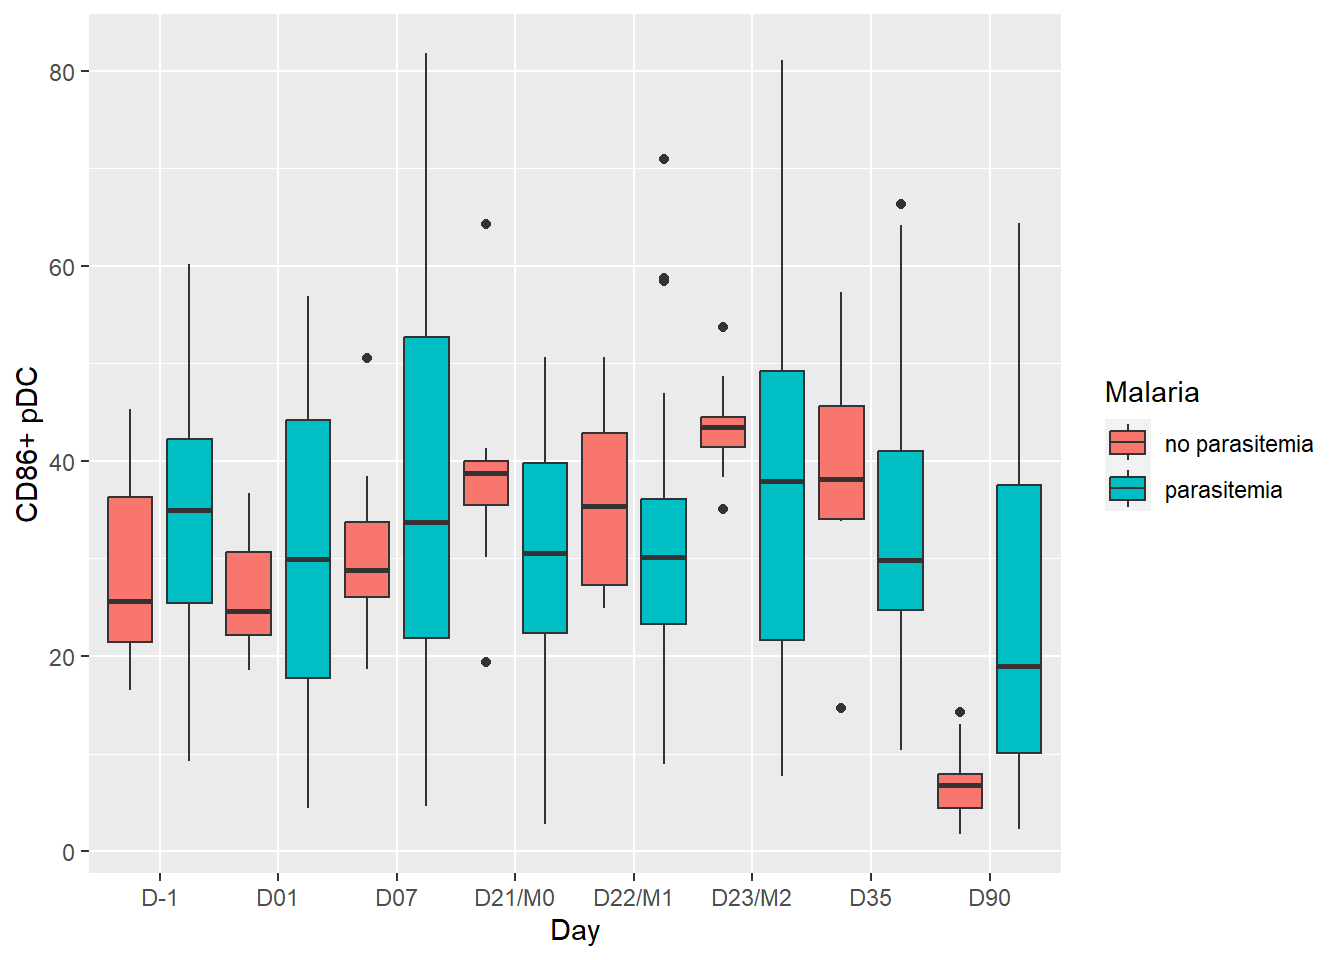 80
60
40
20
0
CD86+ pDC
D-1 D01 D07 D21/M0 D22/M1 D23/M2 D35 D90
Day
Malaria
no parasitemia
parasitemia